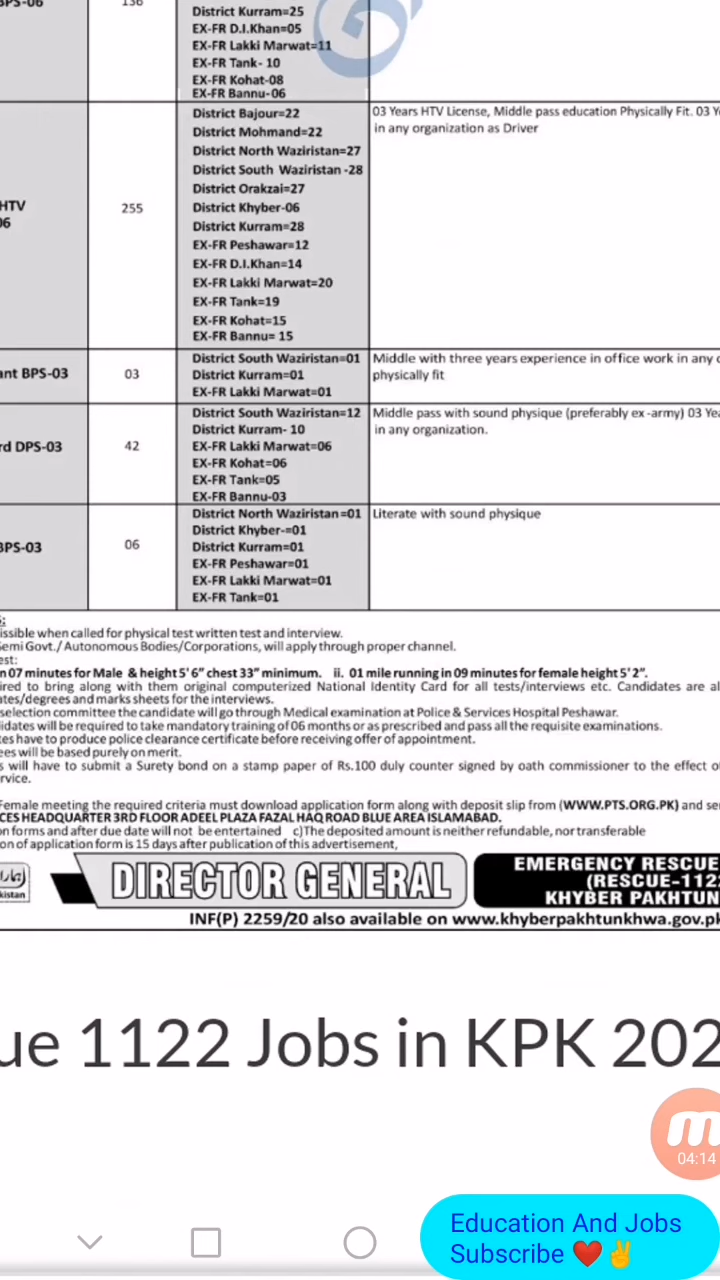 BPS-06
136
District Kurram=25
EX-FR D.I.Khan=05
EX-FR Lakki Marwat=11
EX-FR Tank- 10
EX-FR Kohat-08
EX-FR Bannu-06
HTV
06
255
District Bajour=22
District Mohmand=22
District North Waziristan=27
District South Waziristan -28
District Orakzai=27
District Khyber-06
District Kurram=28
EX-FR Peshawar=12
EX-FR D.I.Khan=14
EX-FR Lakki Marwat=20
EX-FR Tank=19
EX-FR Kohat=15
EX-FR Bannu= 15
03 Years HTV License, Middle pass education Physically Fit. 03 Y
in any organization as Driver
ant BPS-03
03
District South Waziristan=01
District Kurram=01
EX-FR Lakki Marwat=01
Middle with three years experience in office work in any
physically fit
rd DPS-03
42
District South Waziristan=12
District Kurram- 10
EX-FR Lakki Marwat=06
EX-FR Kohat=06
EX-FR Tank=05
EX-FR Bannu-03
Middle pass with sound physique (preferably ex-army) 03 Yea
in any organization.
BPS-03
06
District North Waziristan=01
District Khyber-=01
District Kurram=01
EX-FR Peshawar=01
EX-FR Lakki Marwat=01
EX-FR Tank=01
Literate with sound physique
s:
issible when called for physical test written test and interview.
Semi Govt./ Autonomous Bodies/Corporations, will apply through proper channel.
est:
n 07 minutes for Male & height 5' 6" chest 33" minimum. ii. 01 mile running in 09 minutes for female height 5' 2".
ired to bring along with them original computerized National Identity Card for all tests/interviews etc. Candidates are al
ates/degrees and marks sheets for the interviews.
selection committee the candidate will go through Medical examination at Police & Services Hospital Peshawar.
idates will be required to take mandatory training of 06 months or as prescribed and pass all the requisite examinations.
tes have to produce police clearance certificate before receiving offer of appointment.
ees will be based purely on merit.
s will have to submit a Surety bond on a stamp paper of Rs.100 duly counter signed by oath commissioner to the effect of
rvice.
Female meeting the required criteria must download application form along with deposit slip from (WWW.PTS.ORG.PK) and se
CES HEADQUARTER 3RD FLOOR ADEEL PLAZA FAZAL HAQ ROAD BLUE AREA ISLAMABAD.
on forms and after due date will not be entertained c)The deposited amount is neither refundable, nor transferable
on of application form is 15 days after publication of this advertisement,
kistan
DIRECTOR GENERAL
EMERGENCY RESCUE
(RESCUE-1122
KHYBER PAKHTUN
INF(P) 2259/20 also available on www.khyberpakhtunkhwa.gov.pk
ue 1122 Jobs in KPK 202
04:14
Education And Jobs
Subscribe ❤️✌️